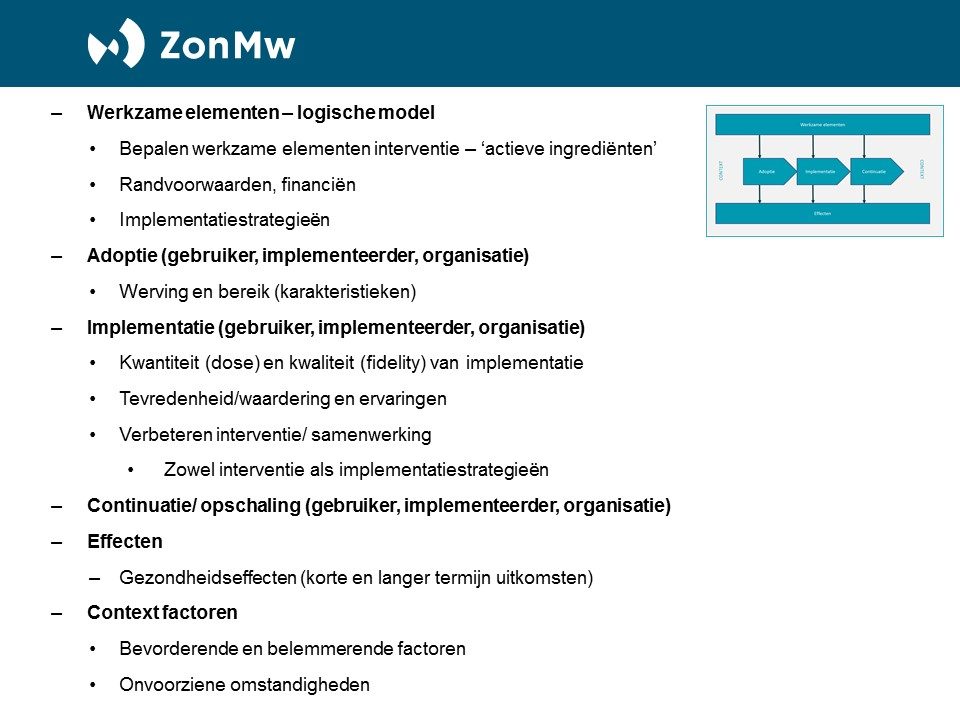 ZonMw
– Werkzame elementen – logische model
• Bepalen werkzame elementen interventie – ‘actieve ingrediënten’
• Randvoorwaarden, financiën
• Implementatiestrategieën
– Adoptie (gebruiker, implementeerder, organisatie)
• Werving en bereik (karakteristieken)
– Implementatie (gebruiker, implementeerder, organisatie)
• Kwantiteit (dose) en kwaliteit (fidelity) van implementatie
• Tevredenheid/waardering en ervaringen
• Verbeteren interventie/ samenwerking
• Zowel interventie als implementatiestrategieën
– Continuatie/ opschaling (gebruiker, implementeerder, organisatie)
– Effecten
– Gezondheidseffecten (korte en langer termijn uitkomsten)
– Context factoren
• Bevorderende en belemmerende factoren
• Onvoorziene omstandigheden
Werkzame elementen
CONTEXT
Adoptie
Implementatie
Continuatie
CONTEXT
Effecten